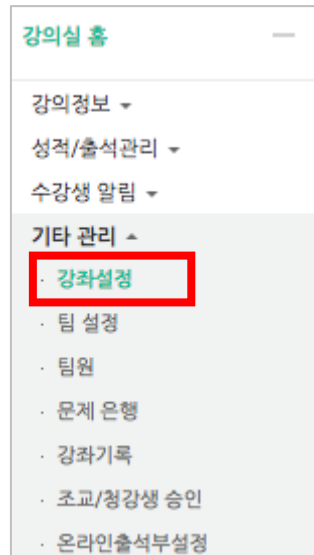 강의실 홈
강의정보
성적/출석관리
수강생 알림
기타 관리
· 강좌설정
· 팀 설정
· 팀원
· 문제 은행
· 강좌기록
· 조교/청강생 승인
· 온라인출석부설정